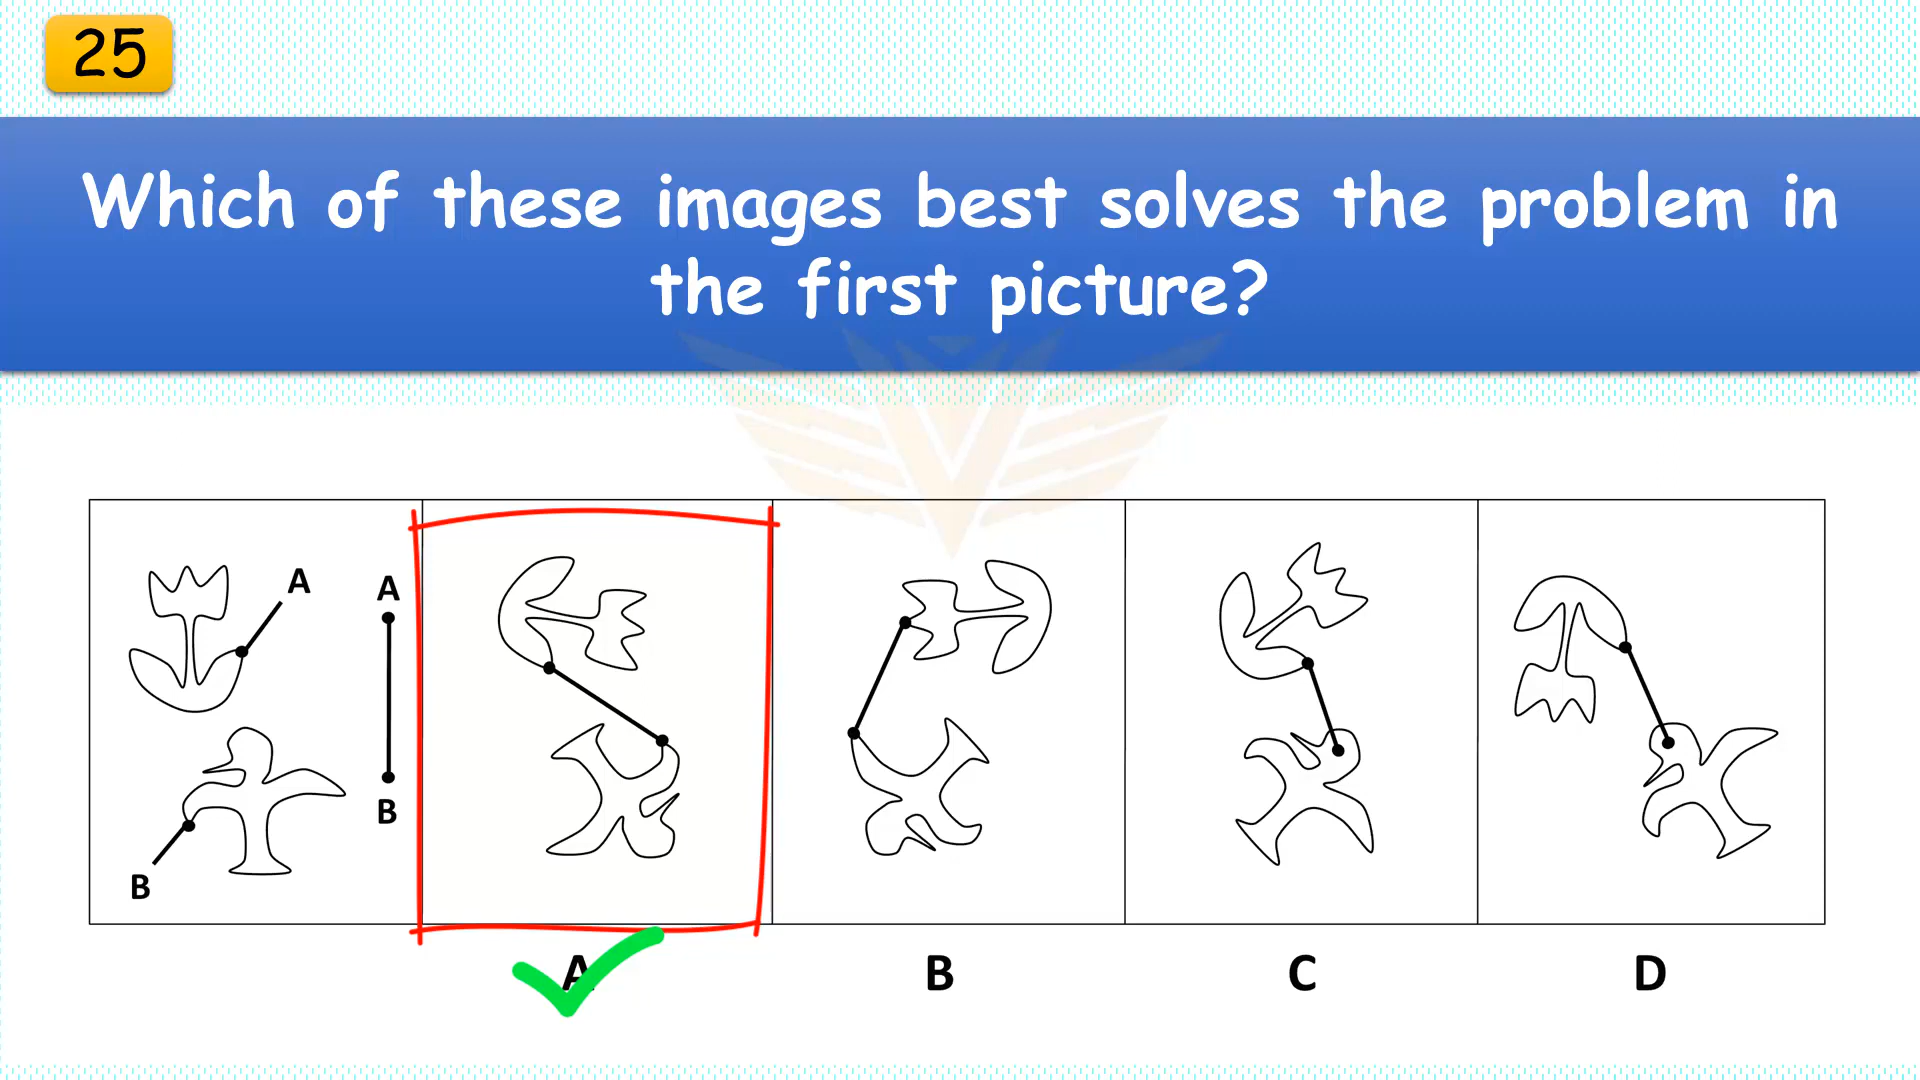 25
Which of these images best solves the problem in
the first picture?
A
A
B
B
A
B
C
D